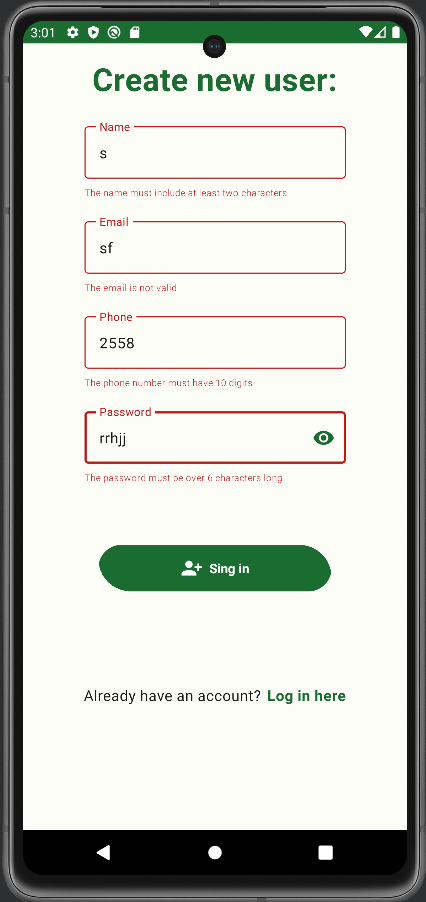 3:01
Create new user:
Name
s
The name must include at least two characters
Email
sf
The email is not valid
Phone
2558
The phone number must have 10 digits
Password
rrhjj
The password must be over 6 characters long
Sing in
Already have an account? Log in here